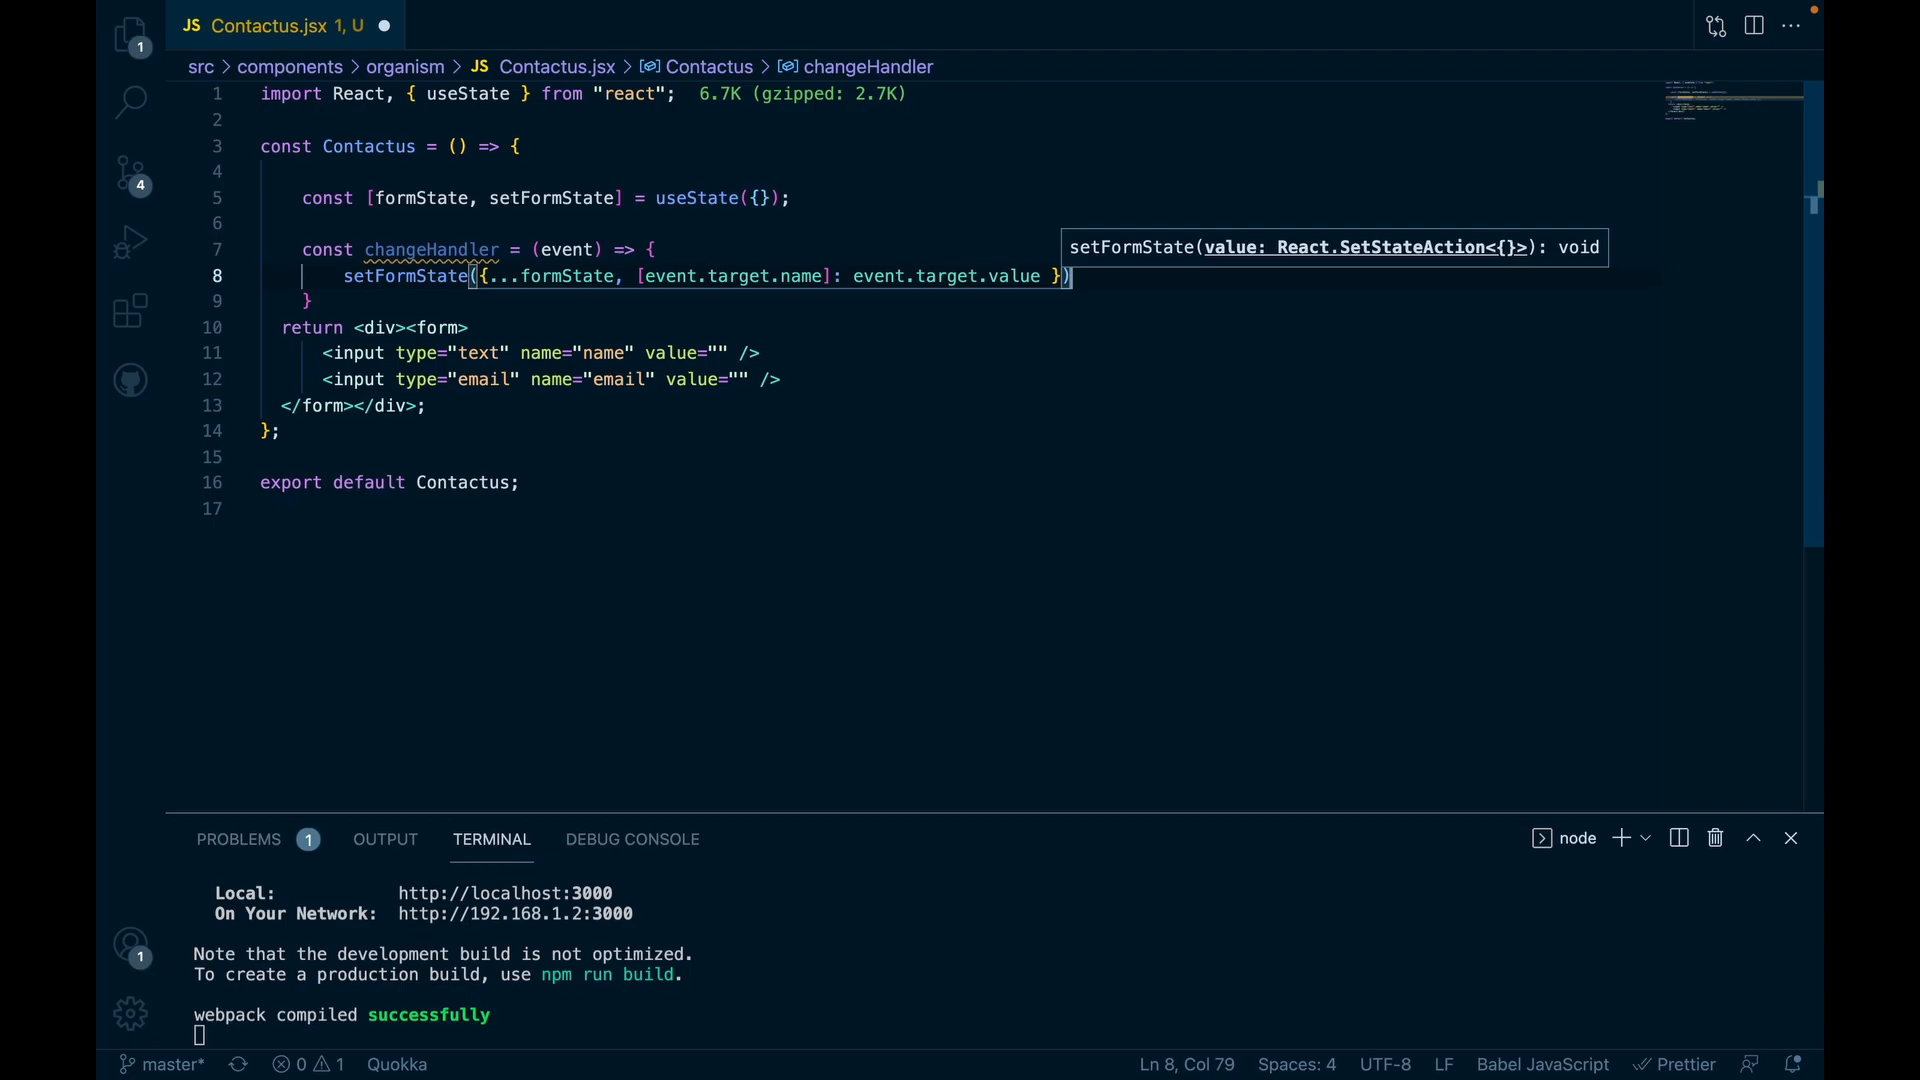 JS Contactus.jsx 1, U
src > components > organism > JS Contactus.jsx > Contactus > changeHandler
1 import React, { useState } from "react"; 6.7K (gzipped: 2.7K)
2
3 const Contactus = () => {
4
5 const [formState, setFormState] = useState({});
6
7 const changeHandler = (event) => {
setFormState(value: React.SetStateAction<{}>): void
8 setFormState({...formState, [event.target.name]: event.target.value })
9 }
10 return <div><form>
11 <input type="text" name="name" value="" />
12 <input type="email" name="email" value="" />
13 </form></div>;
14 };
15
16 export default Contactus;
17
1
4
1
PROBLEMS 1 OUTPUT TERMINAL DEBUG CONSOLE
node
Local: http://localhost:3000
On Your Network: http://192.168.1.2:3000
Note that the development build is not optimized.
To create a production build, use npm run build.
webpack compiled successfully
master* 0 1 Quokka
Ln 8, Col 79 Spaces: 4 UTF-8 LF Babel JavaScript Prettier